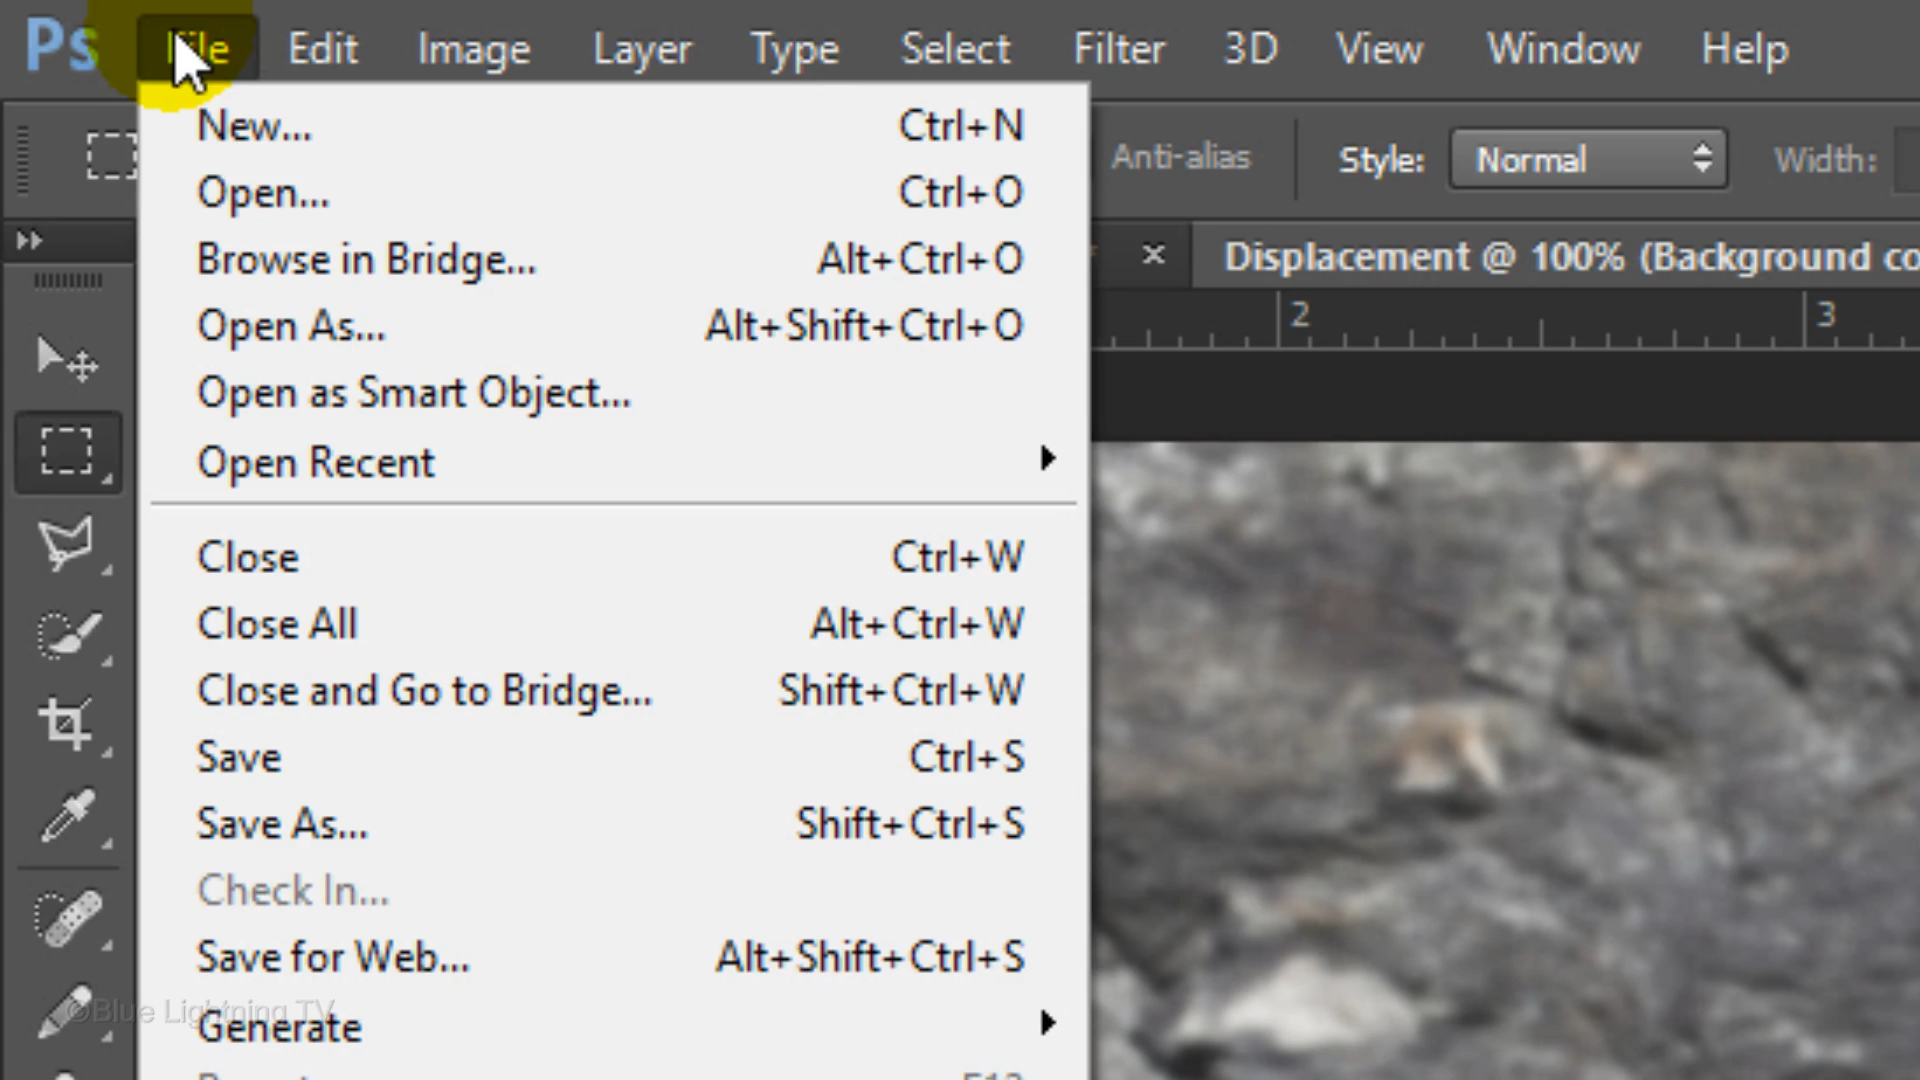 Ps File Edit Image Layer Type Select Filter 3D View Window Help
Anti-alias Style: Normal Width:
Displacement @ 100% (Background co
2 3
New... Ctrl+N
Open... Ctrl+O
Browse in Bridge... Alt+Ctrl+O
Open As... Alt+Shift+Ctrl+O
Open as Smart Object...
Open Recent
Close Ctrl+W
Close All Alt+Ctrl+W
Close and Go to Bridge... Shift+Ctrl+W
Save Ctrl+S
Save As... Shift+Ctrl+S
Check In...
Save for Web... Alt+Shift+Ctrl+S
©Blue Lightning TV
Generate